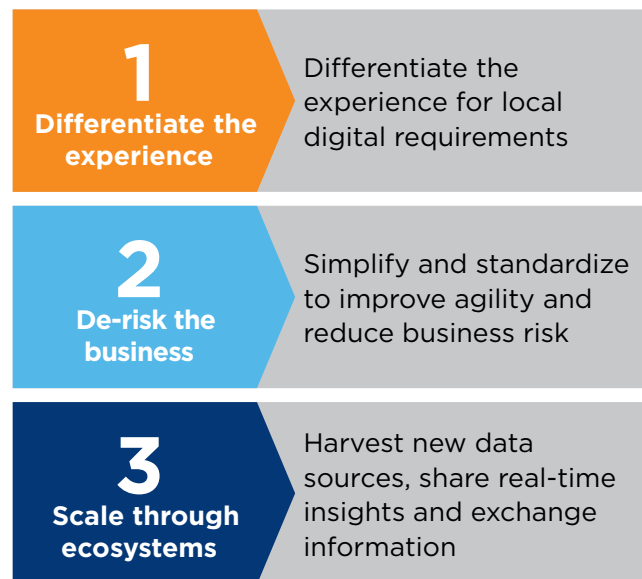 1
Differentiate the
experience
Differentiate the
experience for local
digital requirements
2
De-risk the
business
Simplify and standardize
to improve agility and
reduce business risk
3
Scale through
ecosystems
Harvest new data
sources, share real-time
insights and exchange
information